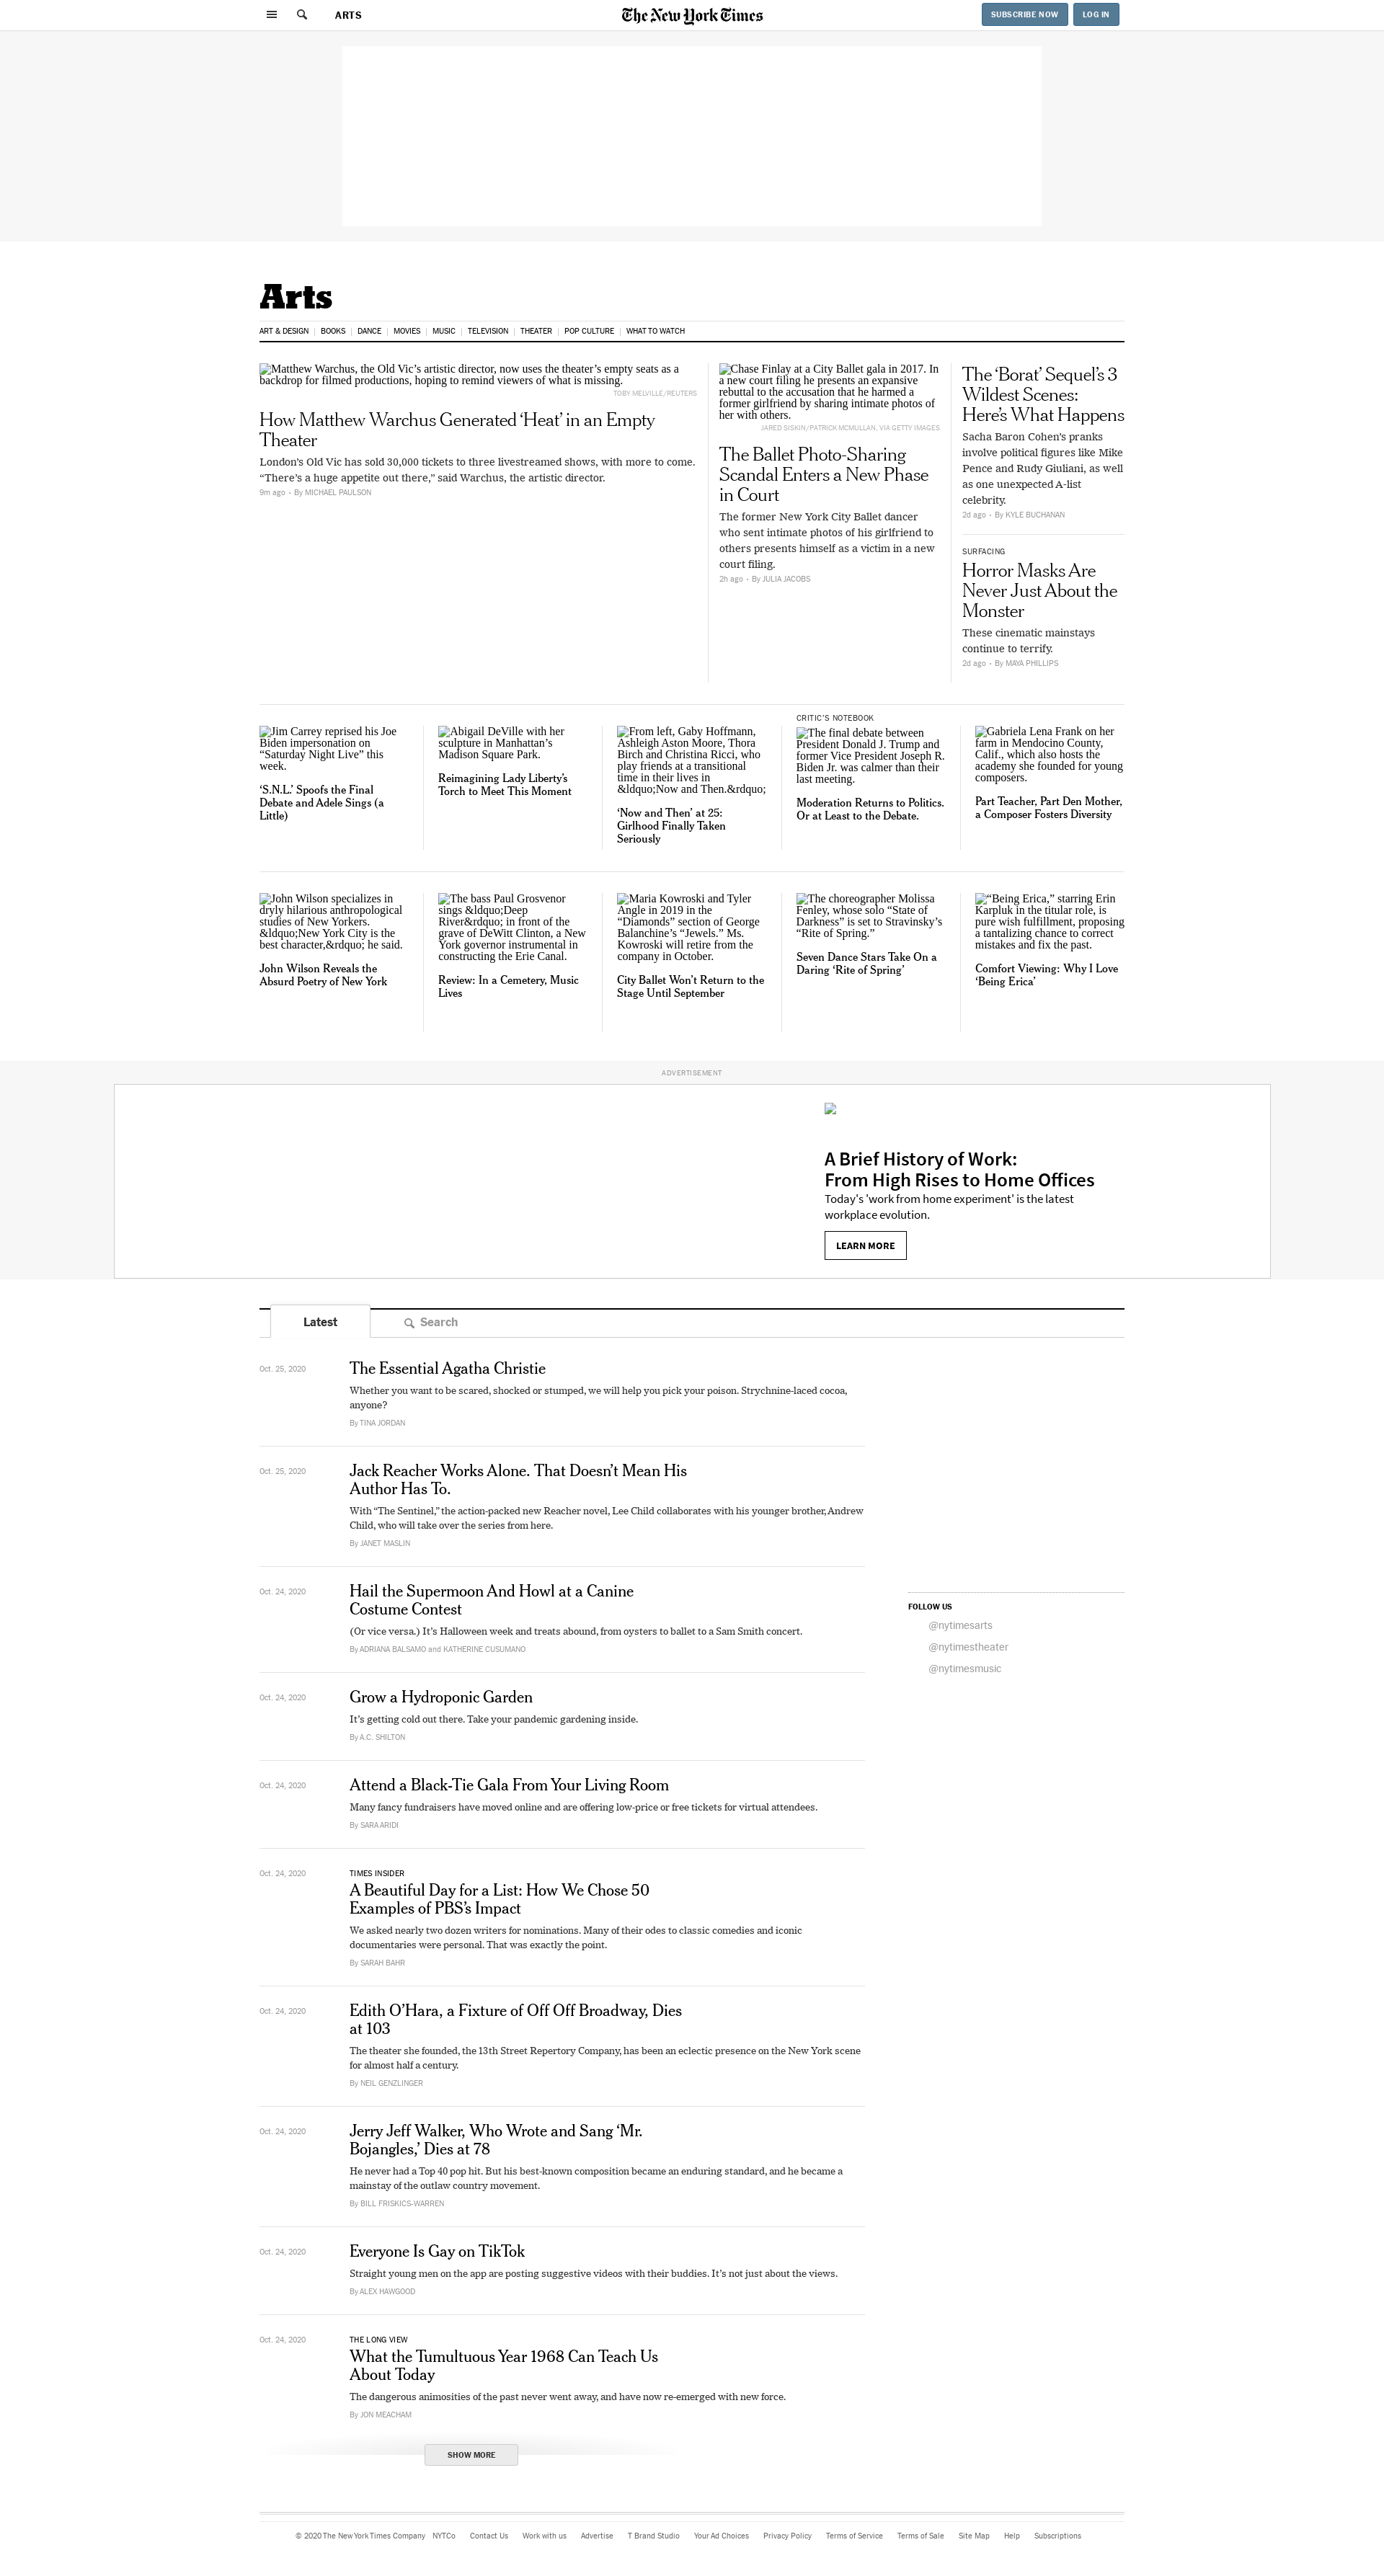 ARTS
The New York Times
SUBSCRIBE NOW
LOG IN
Arts
ART & DESIGN
BOOKS
DANCE
MOVIES
MUSIC
TELEVISION
THEATER
POP CULTURE
WHAT TO WATCH
Matthew Warchus, the Old Vic’s artistic director, now uses the theater’s empty seats as a
backdrop for filmed productions, hoping to remind viewers of what is missing.
TOBY MELVILLE/REUTERS
How Matthew Warchus Generated ‘Heat’ in an Empty
Theater
London’s Old Vic has sold 30,000 tickets to three livestreamed shows, with more to come.
“There’s a huge appetite out there,” said Warchus, the artistic director.
9m ago • By MICHAEL PAULSON
Chase Finlay at a City Ballet gala in 2017. In
a new court filing he presents an expansive
rebuttal to the accusation that he harmed a
former girlfriend by sharing intimate photos of
her with others.
JARED SISKIN/PATRICK MCMULLAN, VIA GETTY IMAGES
The Ballet Photo-Sharing
Scandal Enters a New Phase
in Court
The former New York City Ballet dancer
who sent intimate photos of his girlfriend to
others presents himself as a victim in a new
court filing.
2h ago • By JULIA JACOBS
The ‘Borat’ Sequel’s 3
Wildest Scenes:
Here’s What Happens
Sacha Baron Cohen’s pranks
involve political figures like Mike
Pence and Rudy Giuliani, as well
as one unexpected A-list
celebrity.
2d ago • By KYLE BUCHANAN
SURFACING
Horror Masks Are
Never Just About the
Monster
These cinematic mainstays
continue to terrify.
2d ago • By MAYA PHILLIPS
Jim Carrey reprised his Joe
Biden impersonation on
“Saturday Night Live” this
week.
‘S.N.L.’ Spoofs the Final
Debate and Adele Sings (a
Little)
Abigail DeVille with her
sculpture in Manhattan’s
Madison Square Park.
Reimagining Lady Liberty’s
Torch to Meet This Moment
From left, Gaby Hoffmann,
Ashleigh Aston Moore, Thora
Birch and Christina Ricci, who
play friends at a transitional
time in their lives in
&ldquo;Now and Then.&rdquo;
‘Now and Then’ at 25:
Girlhood Finally Taken
Seriously
CRITIC’S NOTEBOOK
The final debate between
President Donald J. Trump and
former Vice President Joseph R.
Biden Jr. was calmer than their
last meeting.
Moderation Returns to Politics.
Or at Least to the Debate.
Gabriela Lena Frank on her
farm in Mendocino County,
Calif., which also hosts the
academy she founded for young
composers.
Part Teacher, Part Den Mother,
a Composer Fosters Diversity
John Wilson specializes in
dryly hilarious anthropological
studies of New Yorkers.
&ldquo;New York City is the
best character,&rdquo; he said.
John Wilson Reveals the
Absurd Poetry of New York
The bass Paul Grosvenor
sings &ldquo;Deep
River&rdquo; in front of the
grave of DeWitt Clinton, a New
York governor instrumental in
constructing the Erie Canal.
Review: In a Cemetery, Music
Lives
Maria Kowroski and Tyler
Angle in 2019 in the
“Diamonds” section of George
Balanchine’s “Jewels.” Ms.
Kowroski will retire from the
company in October.
City Ballet Won’t Return to the
Stage Until September
The choreographer Molissa
Fenley, whose solo “State of
Darkness” is set to Stravinsky’s
“Rite of Spring.”
Seven Dance Stars Take On a
Daring ‘Rite of Spring’
“Being Erica,” starring Erin
Karpluk in the titular role, is
pure wish fulfillment, proposing
a tantalizing chance to correct
mistakes and fix the past.
Comfort Viewing: Why I Love
‘Being Erica’
ADVERTISEMENT
A Brief History of Work:
From High Rises to Home Offices
Today's 'work from home experiment' is the latest
workplace evolution.
LEARN MORE
Latest
Search
Oct. 25, 2020
The Essential Agatha Christie
Whether you want to be scared, shocked or stumped, we will help you pick your poison. Strychnine-laced cocoa,
anyone?
By TINA JORDAN
Oct. 25, 2020
Jack Reacher Works Alone. That Doesn’t Mean His
Author Has To.
With “The Sentinel,” the action-packed new Reacher novel, Lee Child collaborates with his younger brother, Andrew
Child, who will take over the series from here.
By JANET MASLIN
Oct. 24, 2020
Hail the Supermoon And Howl at a Canine
Costume Contest
(Or vice versa.) It’s Halloween week and treats abound, from oysters to ballet to a Sam Smith concert.
By ADRIANA BALSAMO and KATHERINE CUSUMANO
FOLLOW US
@nytimesarts
@nytimestheater
@nytimesmusic
Oct. 24, 2020
Grow a Hydroponic Garden
It’s getting cold out there. Take your pandemic gardening inside.
By A.C. SHILTON
Oct. 24, 2020
Attend a Black-Tie Gala From Your Living Room
Many fancy fundraisers have moved online and are offering low-price or free tickets for virtual attendees.
By SARA ARIDI
Oct. 24, 2020
TIMES INSIDER
A Beautiful Day for a List: How We Chose 50
Examples of PBS’s Impact
We asked nearly two dozen writers for nominations. Many of their odes to classic comedies and iconic
documentaries were personal. That was exactly the point.
By SARAH BAHR
Oct. 24, 2020
Edith O’Hara, a Fixture of Off Off Broadway, Dies
at 103
The theater she founded, the 13th Street Repertory Company, has been an eclectic presence on the New York scene
for almost half a century.
By NEIL GENZLINGER
Oct. 24, 2020
Jerry Jeff Walker, Who Wrote and Sang ‘Mr.
Bojangles,’ Dies at 78
He never had a Top 40 pop hit. But his best-known composition became an enduring standard, and he became a
mainstay of the outlaw country movement.
By BILL FRISKICS-WARREN
Oct. 24, 2020
Everyone Is Gay on TikTok
Straight young men on the app are posting suggestive videos with their buddies. It’s not just about the views.
By ALEX HAWGOOD
Oct. 24, 2020
THE LONG VIEW
What the Tumultuous Year 1968 Can Teach Us
About Today
The dangerous animosities of the past never went away, and have now re-emerged with new force.
By JON MEACHAM
SHOW MORE
© 2020 The New York Times Company NYTCo Contact Us Work with us Advertise T Brand Studio Your Ad Choices Privacy Policy Terms of Service Terms of Sale Site Map Help Subscriptions